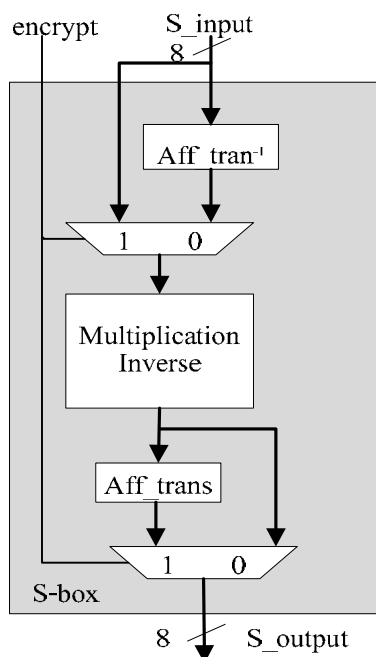 encrypt
S_input
8
Aff_tran⁻¹
1 0
Multiplication
Inverse
Aff_trans
1 0
S-box
8
S_output